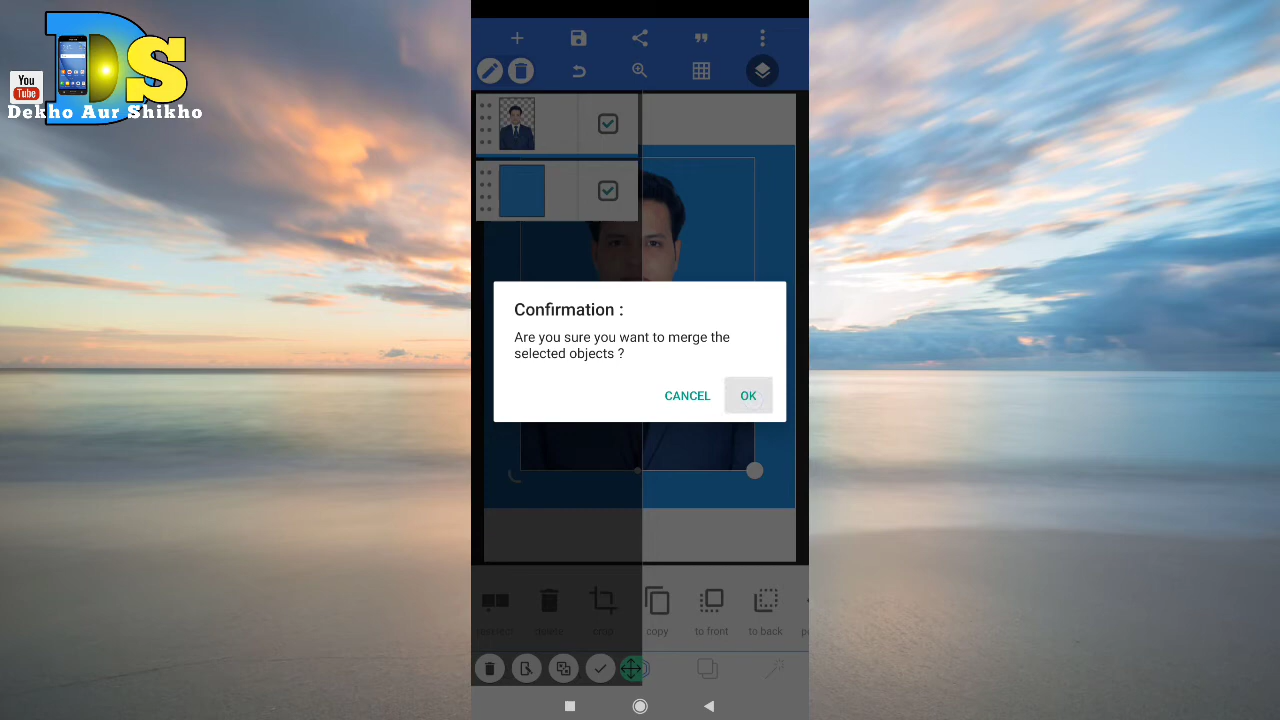 DS
You
Tube
Dekho Aur Shikho
Confirmation :
Are you sure you want to merge the
selected objects ?
CANCEL
OK
copy
to front
to back